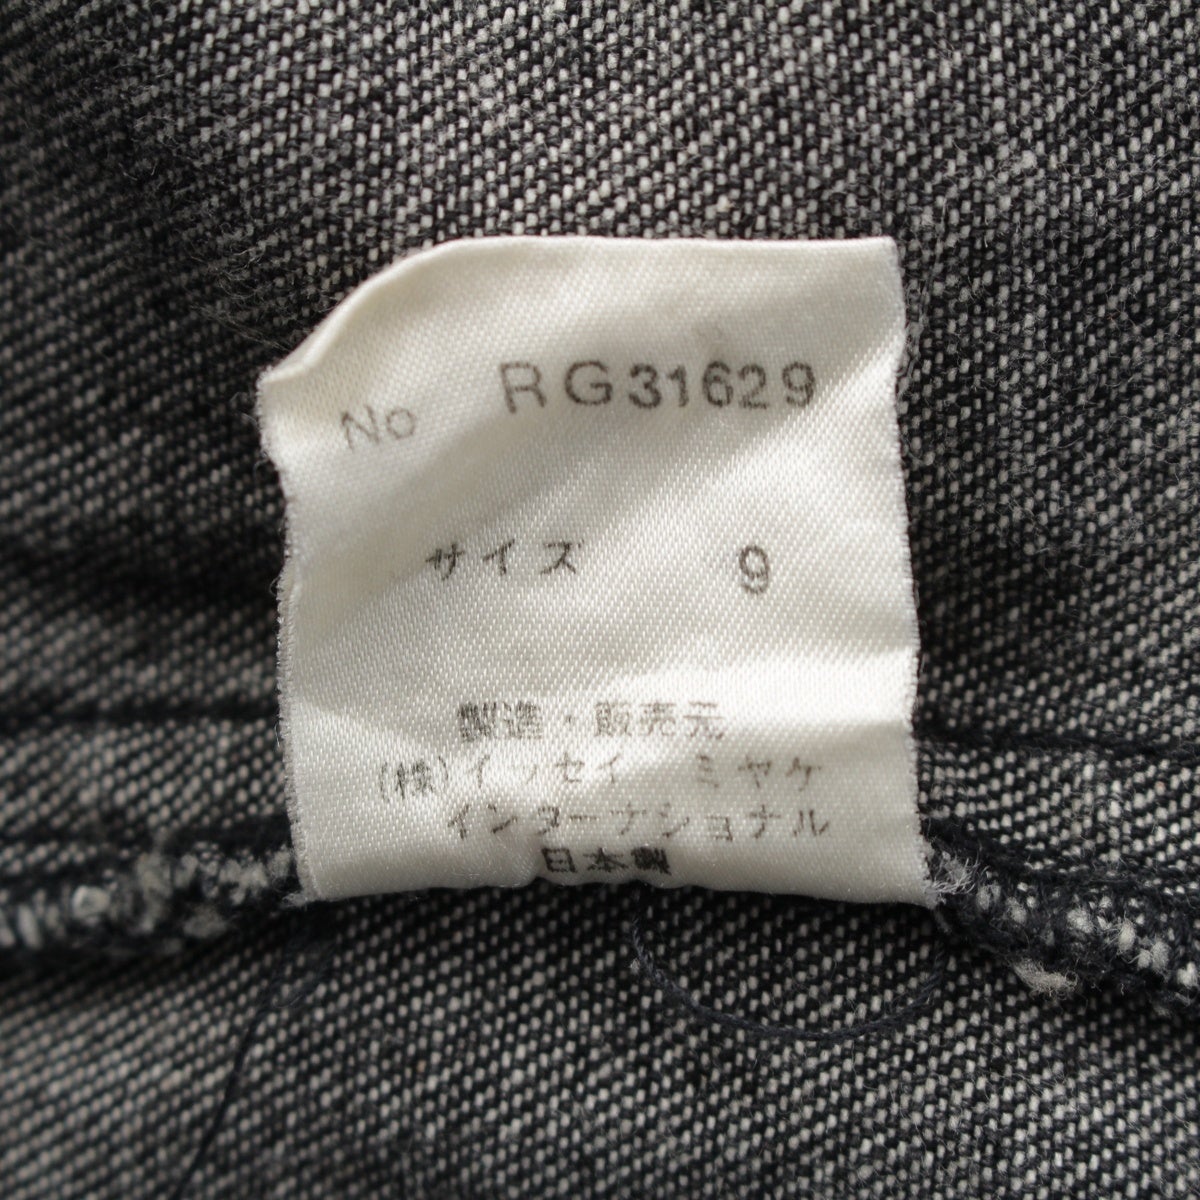 No RG31629
サイズ 9
製造・販売元
(株)イッセイ ミヤケ
インターナショナル
日本製